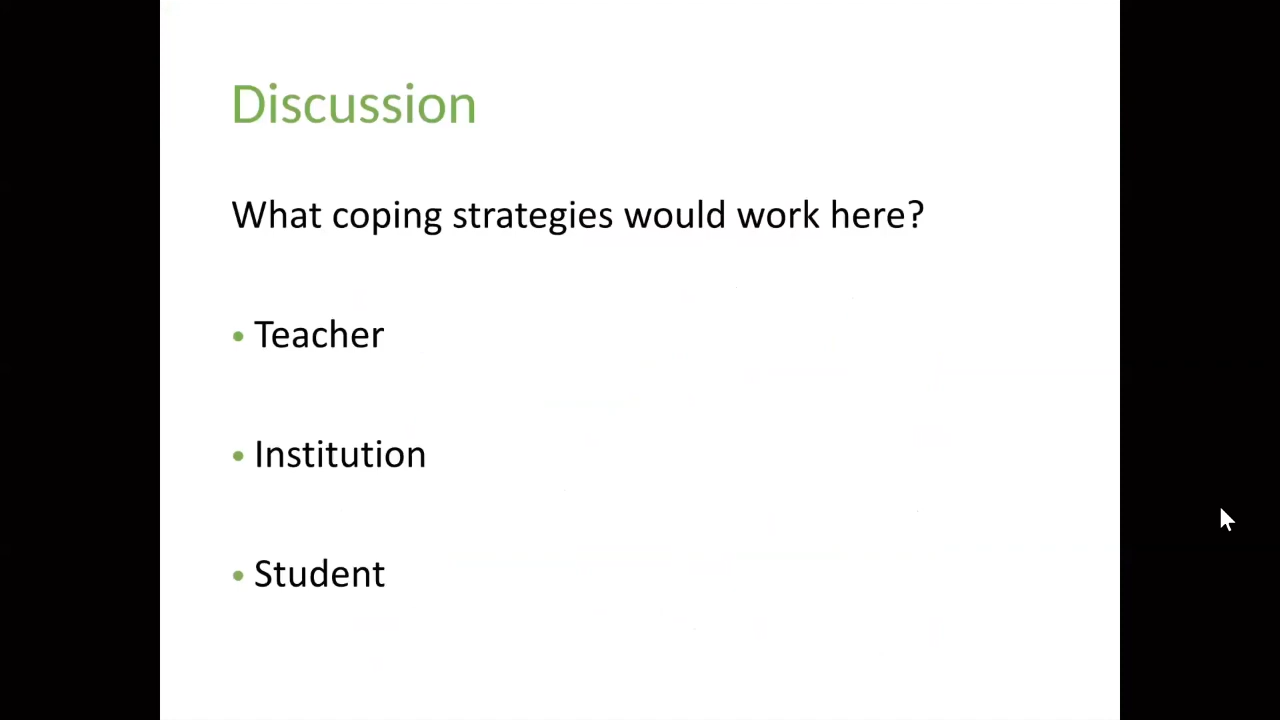 Discussion
What coping strategies would work here?
• Teacher
• Institution
• Student